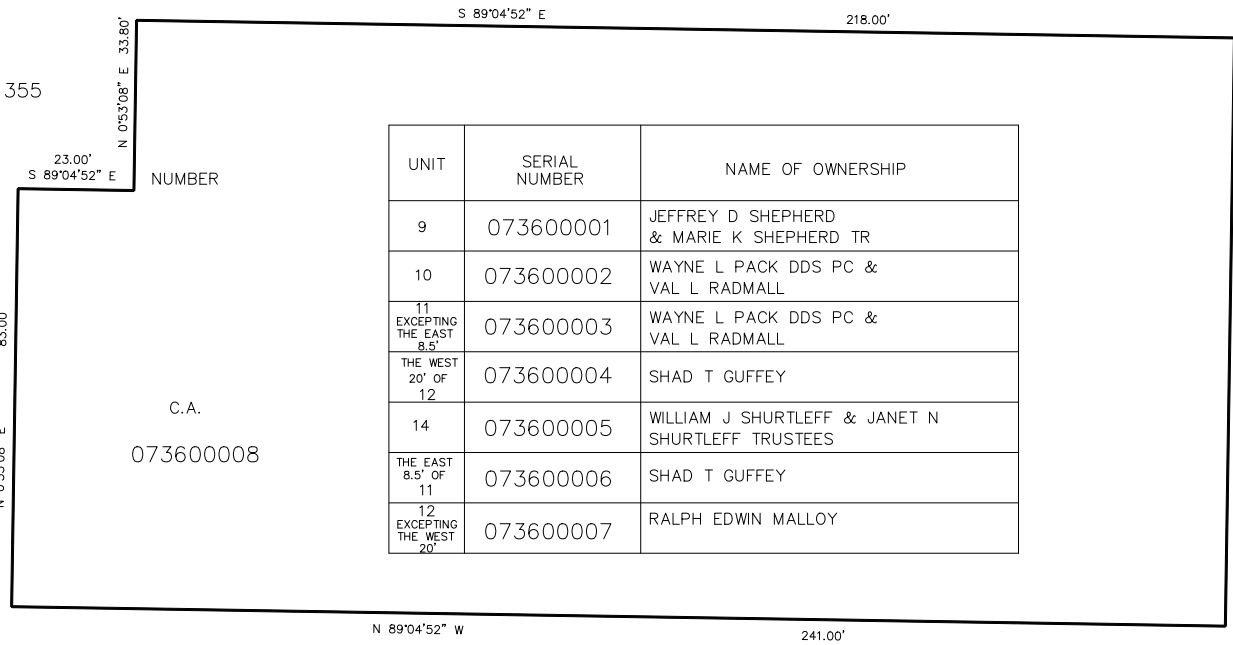 S 89°04'52" E 218.00'
N 0°53'08" E 33.80'
355
23.00'
S 89°04'52" E
NUMBER
UNIT
SERIAL
NUMBER
NAME OF OWNERSHIP
9
073600001
JEFFREY D SHEPHERD
& MARIE K SHEPHERD TR
10
073600002
WAYNE L PACK DDS PC &
VAL L RADMALL
11
EXCEPTING
THE EAST
8.5'
073600003
WAYNE L PACK DDS PC &
VAL L RADMALL
THE WEST
20' OF
12
073600004
SHAD T GUFFEY
14
073600005
WILLIAM J SHURTLEFF & JANET N
SHURTLEFF TRUSTEES
THE EAST
8.5' OF
11
073600006
SHAD T GUFFEY
12
EXCEPTING
THE WEST
20'
073600007
RALPH EDWIN MALLOY
C.A.
073600008
N 89°04'52" W 241.00'